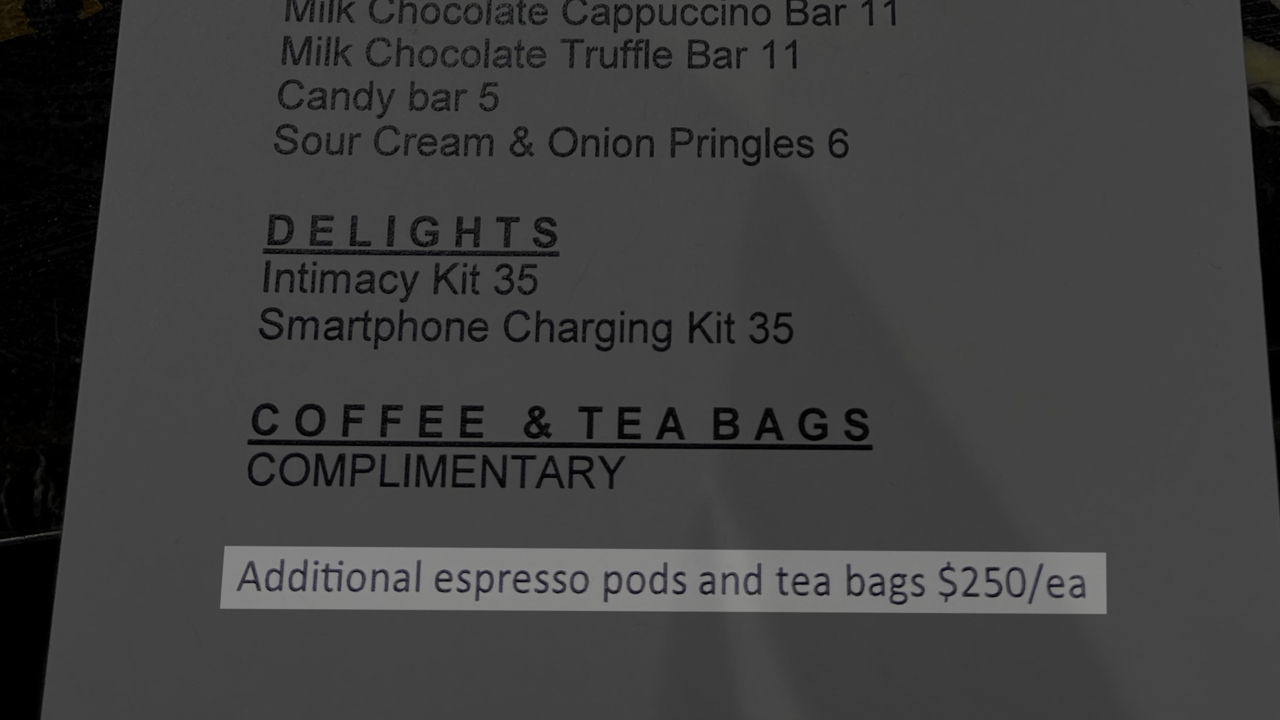 Milk Chocolate Cappuccino Bar 11
Milk Chocolate Truffle Bar 11
Candy bar 5
Sour Cream & Onion Pringles 6
DELIGHTS
Intimacy Kit 35
Smartphone Charging Kit 35
COFFEE & TEA BAGS
COMPLIMENTARY
Additional espresso pods and tea bags $250/ea